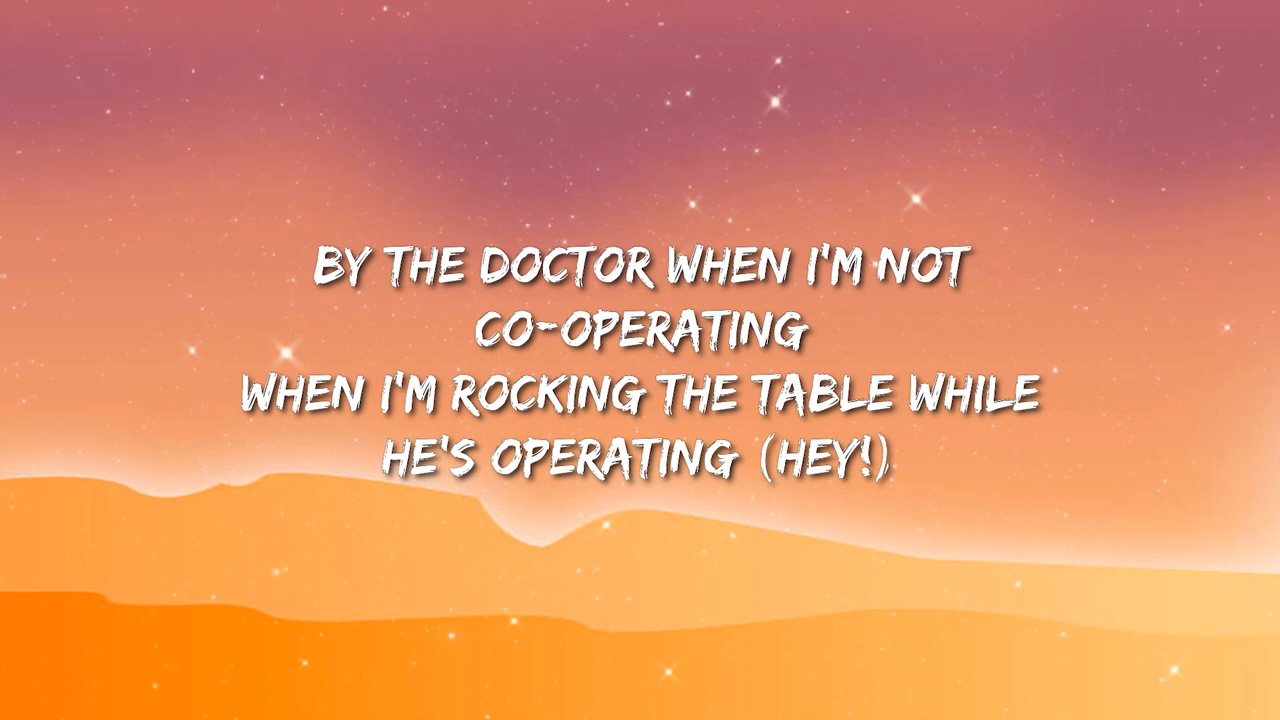 BY THE DOCTOR WHEN I'M NOT
CO-OPERATING
WHEN I'M ROCKING THE TABLE WHILE
HE'S OPERATING (HEY!)